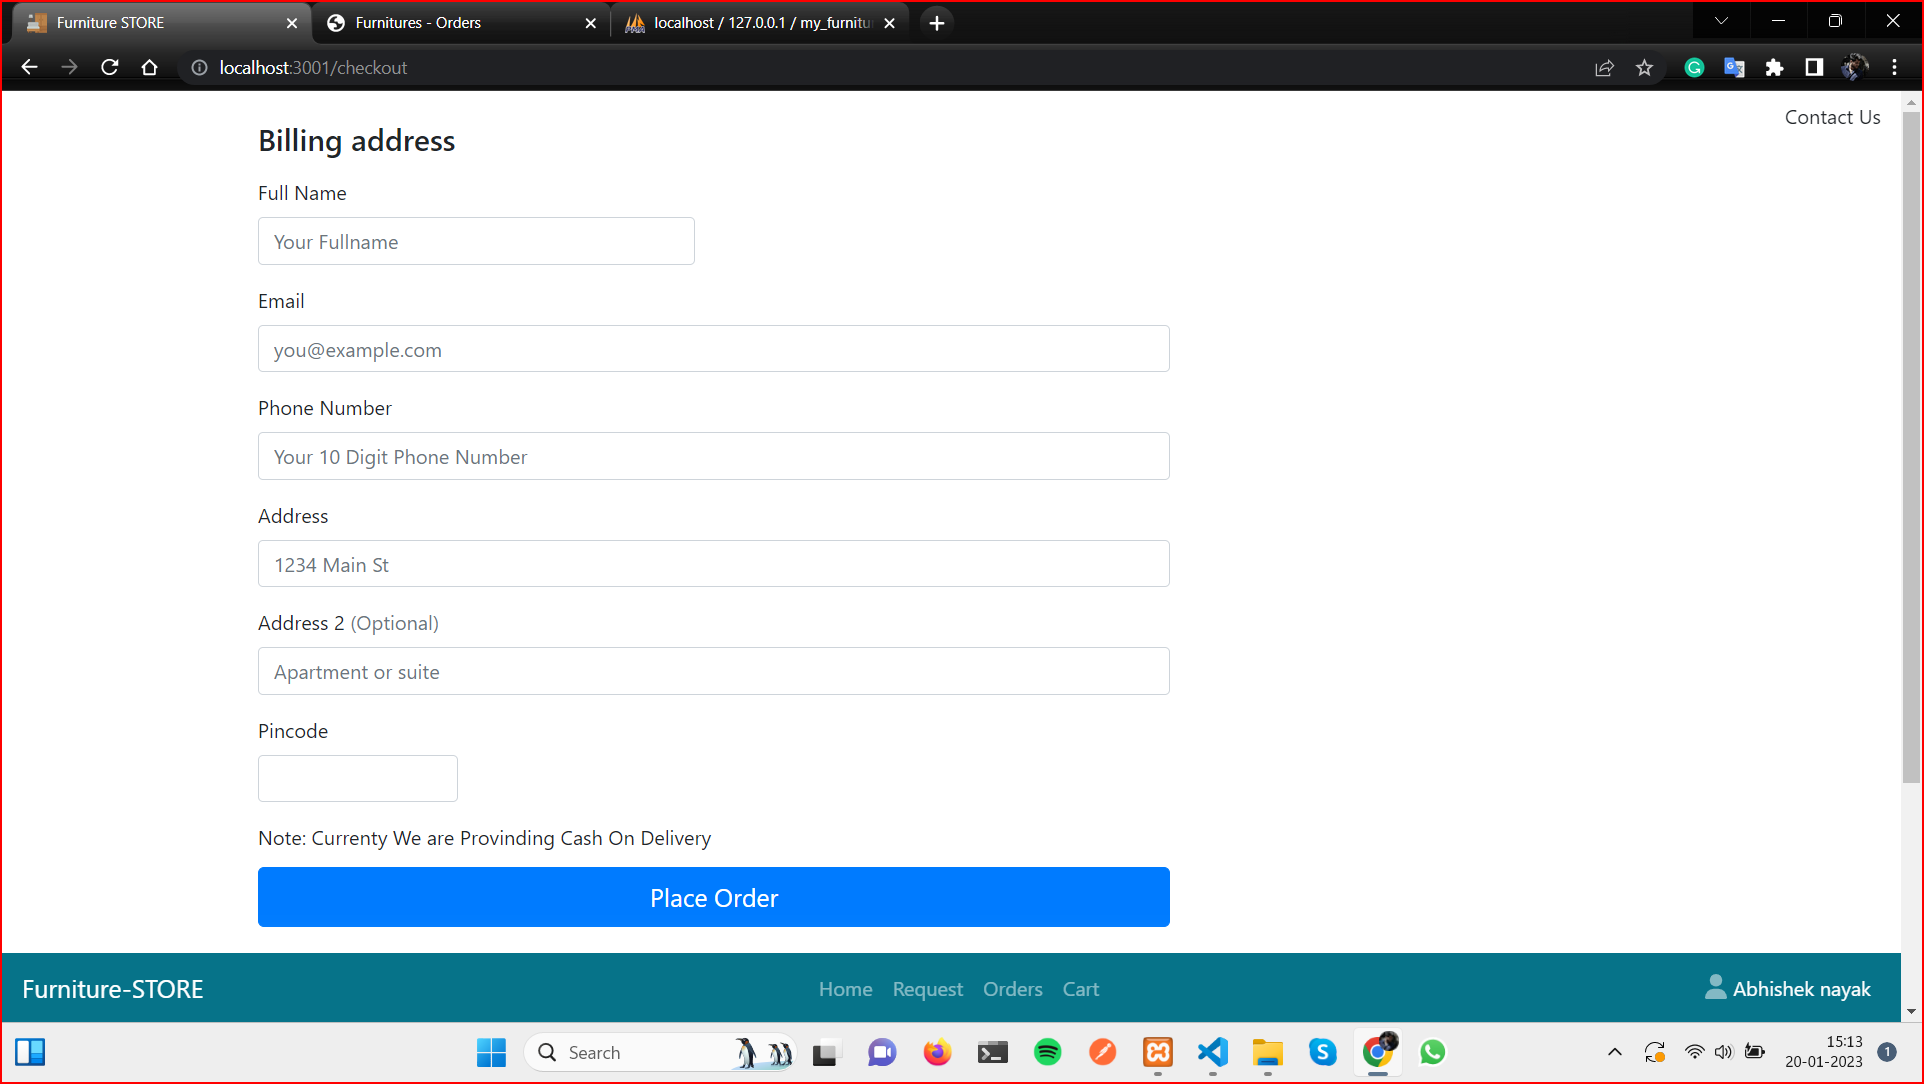 Furniture STORE
Furnitures - Orders
localhost / 127.0.0.1 / my_furnitu
localhost:3001/checkout
Contact Us
Billing address
Full Name
Your Fullname
Email
you@example.com
Phone Number
Your 10 Digit Phone Number
Address
1234 Main St
Address 2 (Optional)
Apartment or suite
Pincode
Note: Currenty We are Provinding Cash On Delivery
Place Order
Furniture-STORE
Home Request Orders Cart
Abhishek nayak
Search
15:13
20-01-2023
1